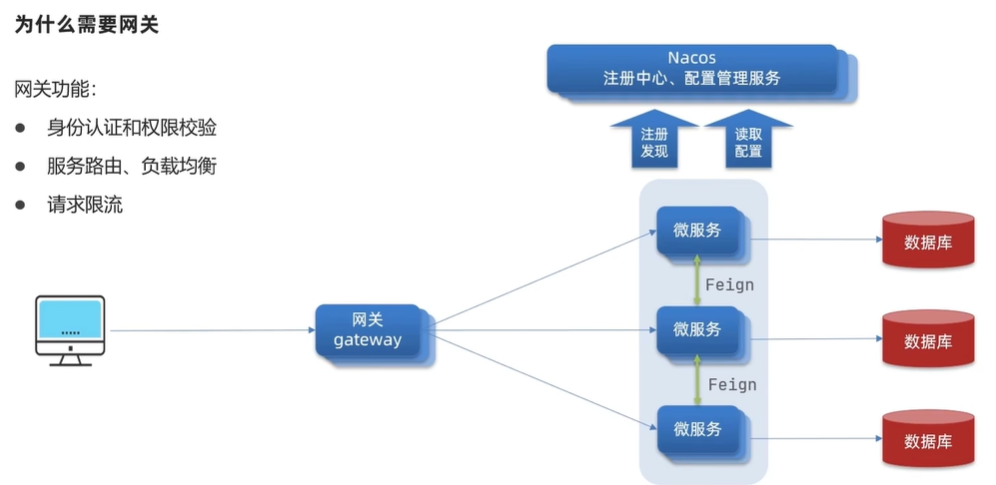 为什么需要网关
网关功能：
身份认证和权限校验
服务路由、负载均衡
请求限流
Nacos
注册中心、配置管理服务
注册
发现
读取
配置
微服务
数据库
Feign
网关
gateway
微服务
数据库
Feign
微服务
数据库